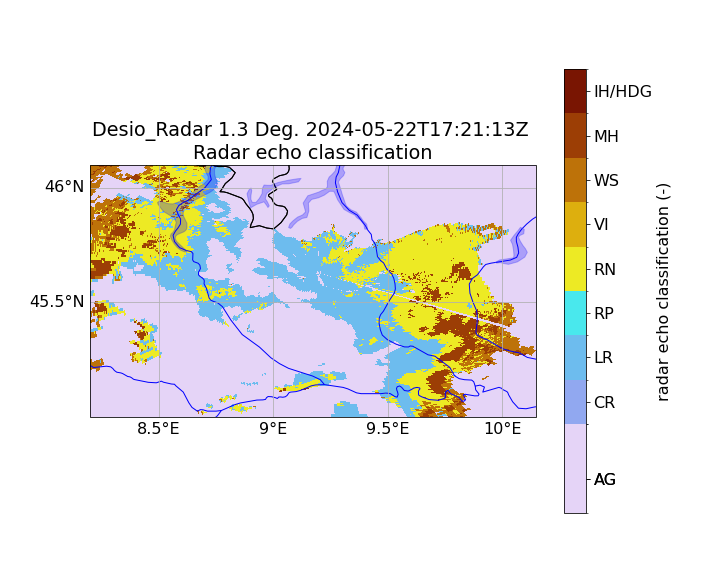 Desio_Radar 1.3 Deg. 2024-05-22T17:21:13Z
Radar echo classification
46°N
45.5°N
8.5°E
9°E
9.5°E
10°E
IH/HDG
MH
WS
VI
RN
RP
LR
CR
AG
radar echo classification (-)